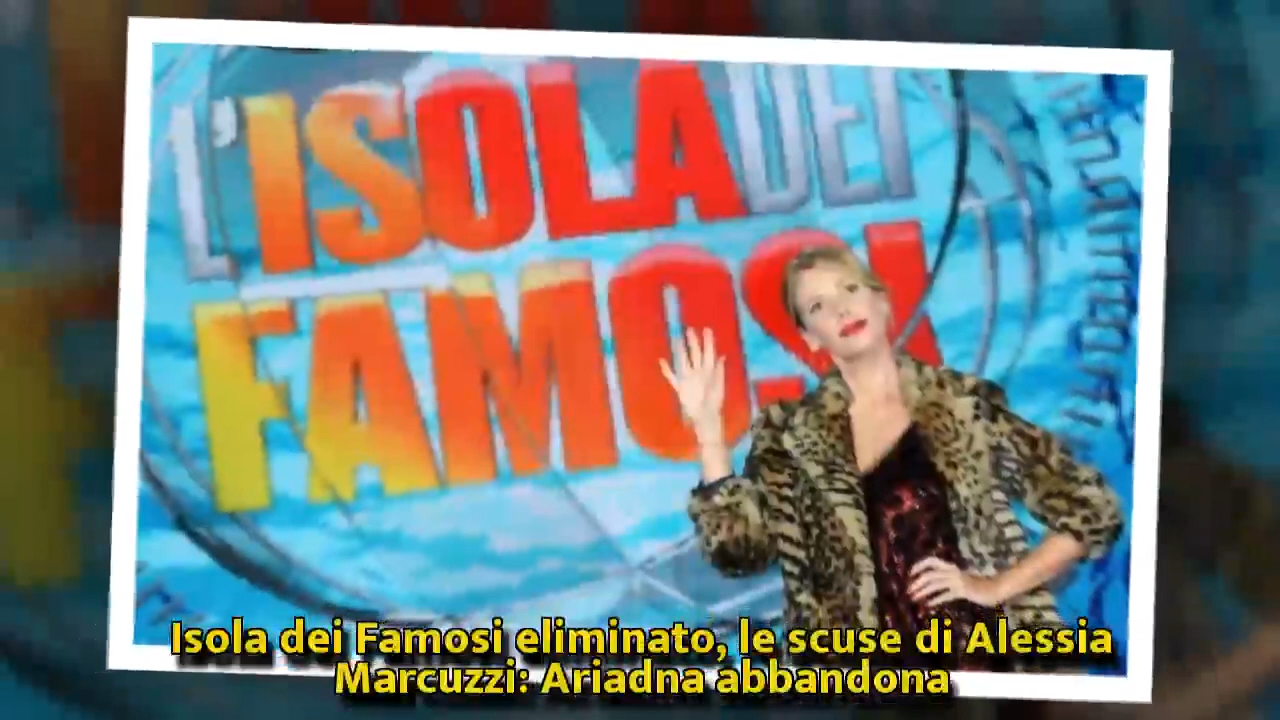 L'ISOLA DEI
FAMOSI
Isola dei Famosi eliminato, le scuse di Alessia
Marcuzzi: Ariadna abbandona